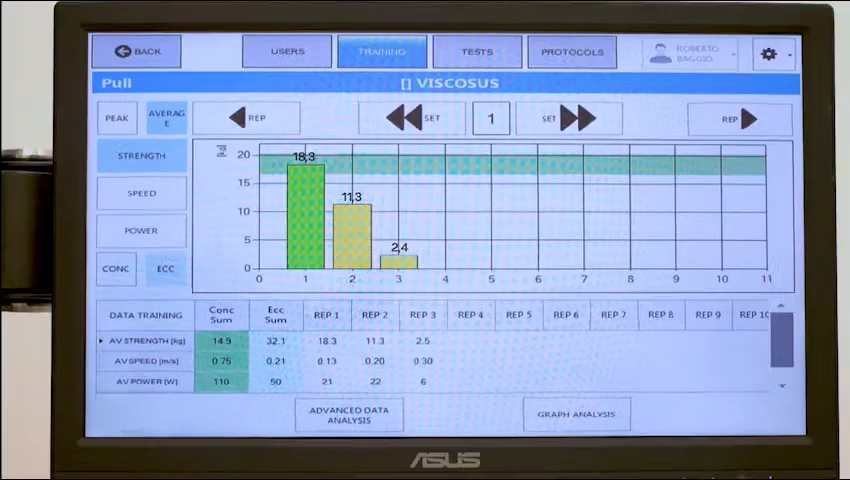 BACK
USERS
TRAINING
TESTS
PROTOCOLS
ROBERTO
BAGGIO
Pull
[] VISCOSUS
PEAK
AVERAG
E
REP
SET
1
SET
REP
STRENGTH
SPEED
POWER
CONC
ECC
20
15
10
5
0
18,3
11,3
2,4
0 1 2 3 4 5 6 7 8 9 10 11
DATA TRAINING Conc Sum Ecc Sum REP 1 REP 2 REP 3 REP 4 REP 5 REP 6 REP 7 REP 8 REP 9 REP 10
AV STRENGTH [kg] 14.9 32.1 18.3 11.3 2.5
AV SPEED [m/s] 0.75 0.21 0.13 0.20 0.30
AV POWER [W] 110 50 21 22 6
ADVANCED DATA
ANALYSIS
GRAPH ANALYSIS
ASUS